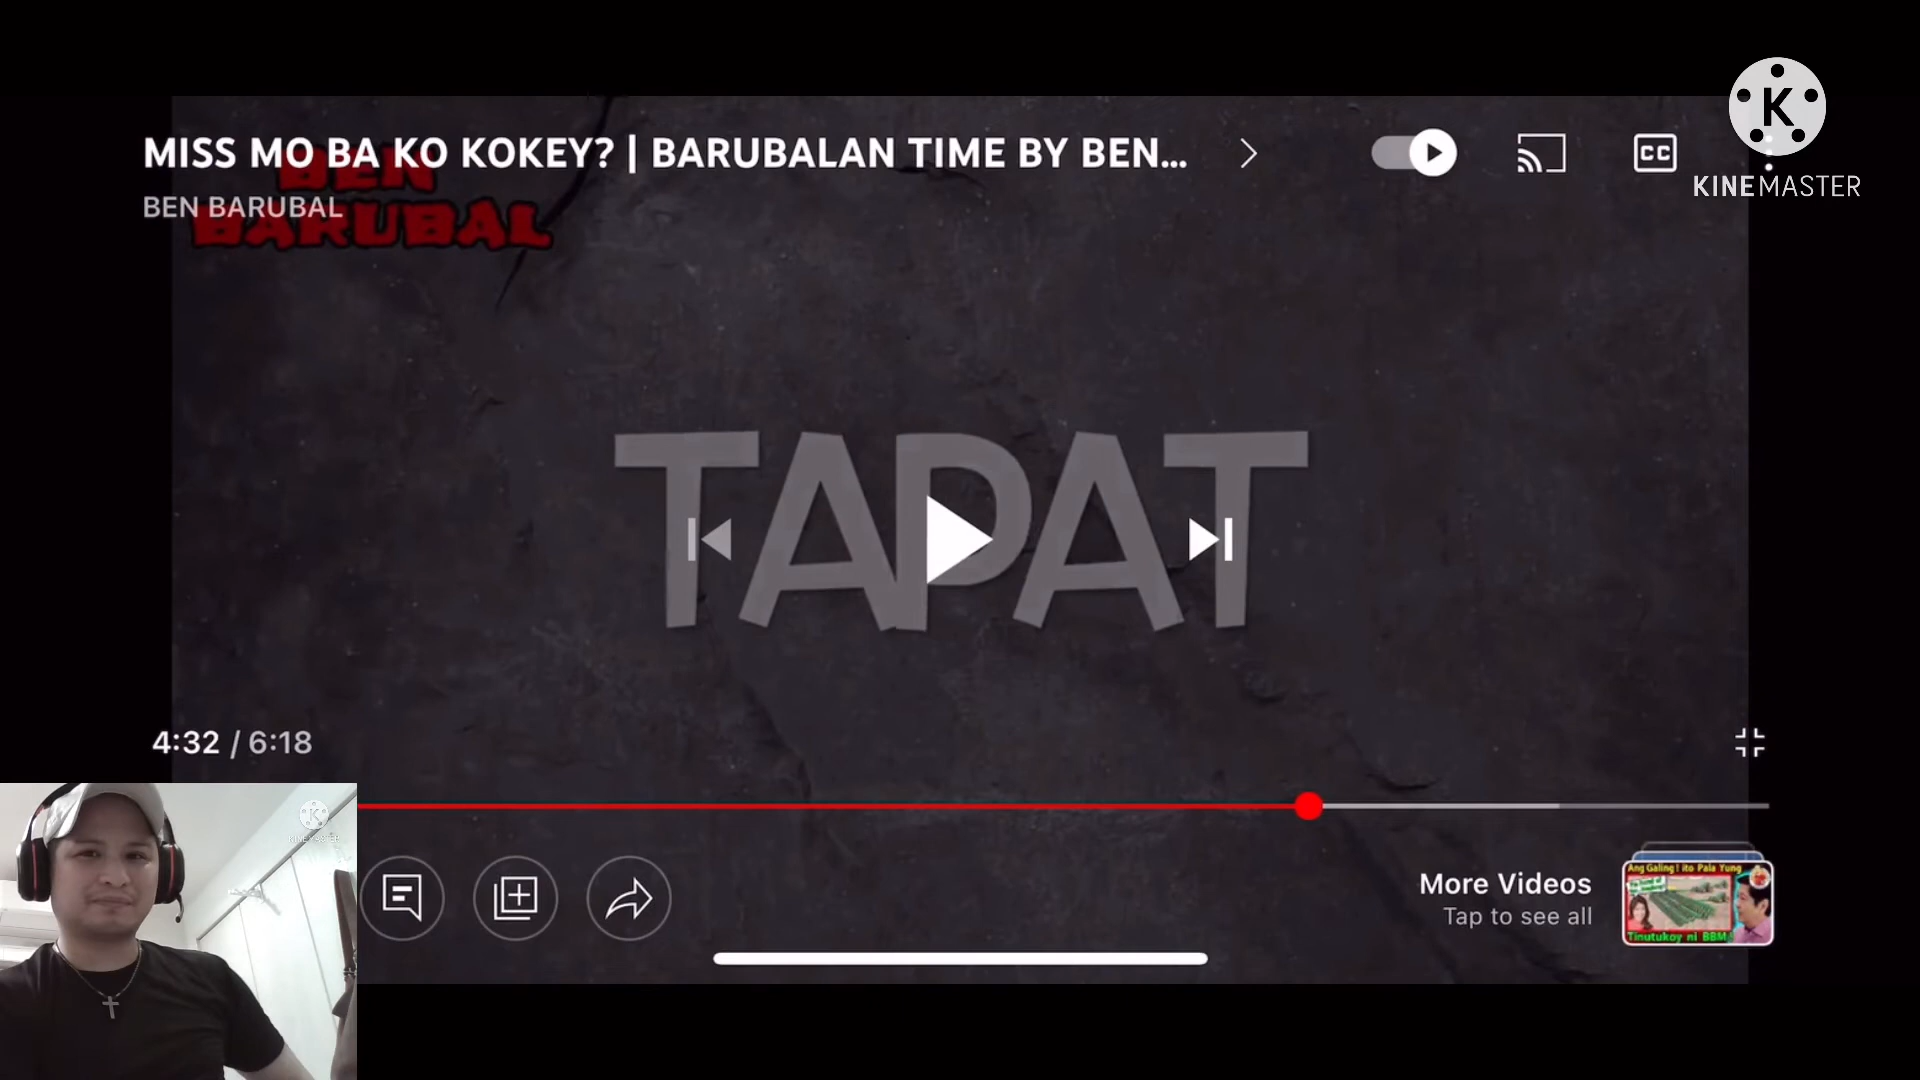 MISS MO BA KO KOKEY? | BARUBALAN TIME BY BEN...
BEN BARUBAL
BEN
BARUBAL
CC
K
KINEMASTER
TAPAT
4:32 / 6:18
More Videos
Tap to see all
Ang Galing! ito Pala Yung
Tinutukoy ni BBM